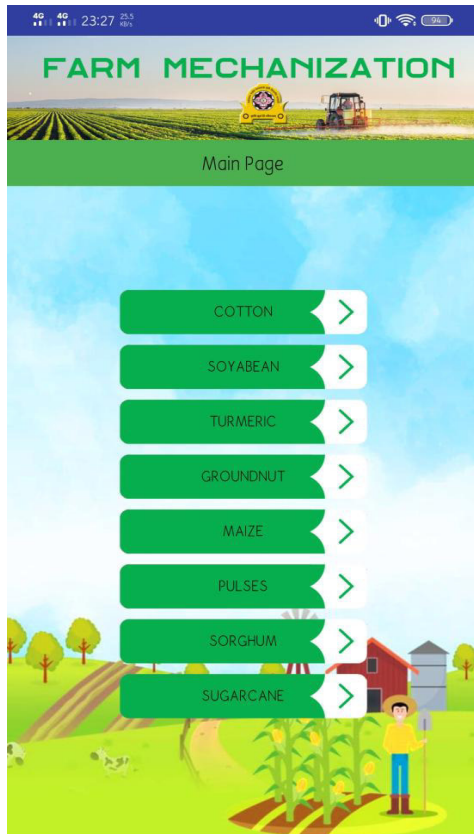 4G 4G 23:27 25.5 KB/s 94
FARM MECHANIZATION
Main Page
COTTON
SOYABEAN
TURMERIC
GROUNDNUT
MAIZE
PULSES
SORGHUM
SUGARCANE